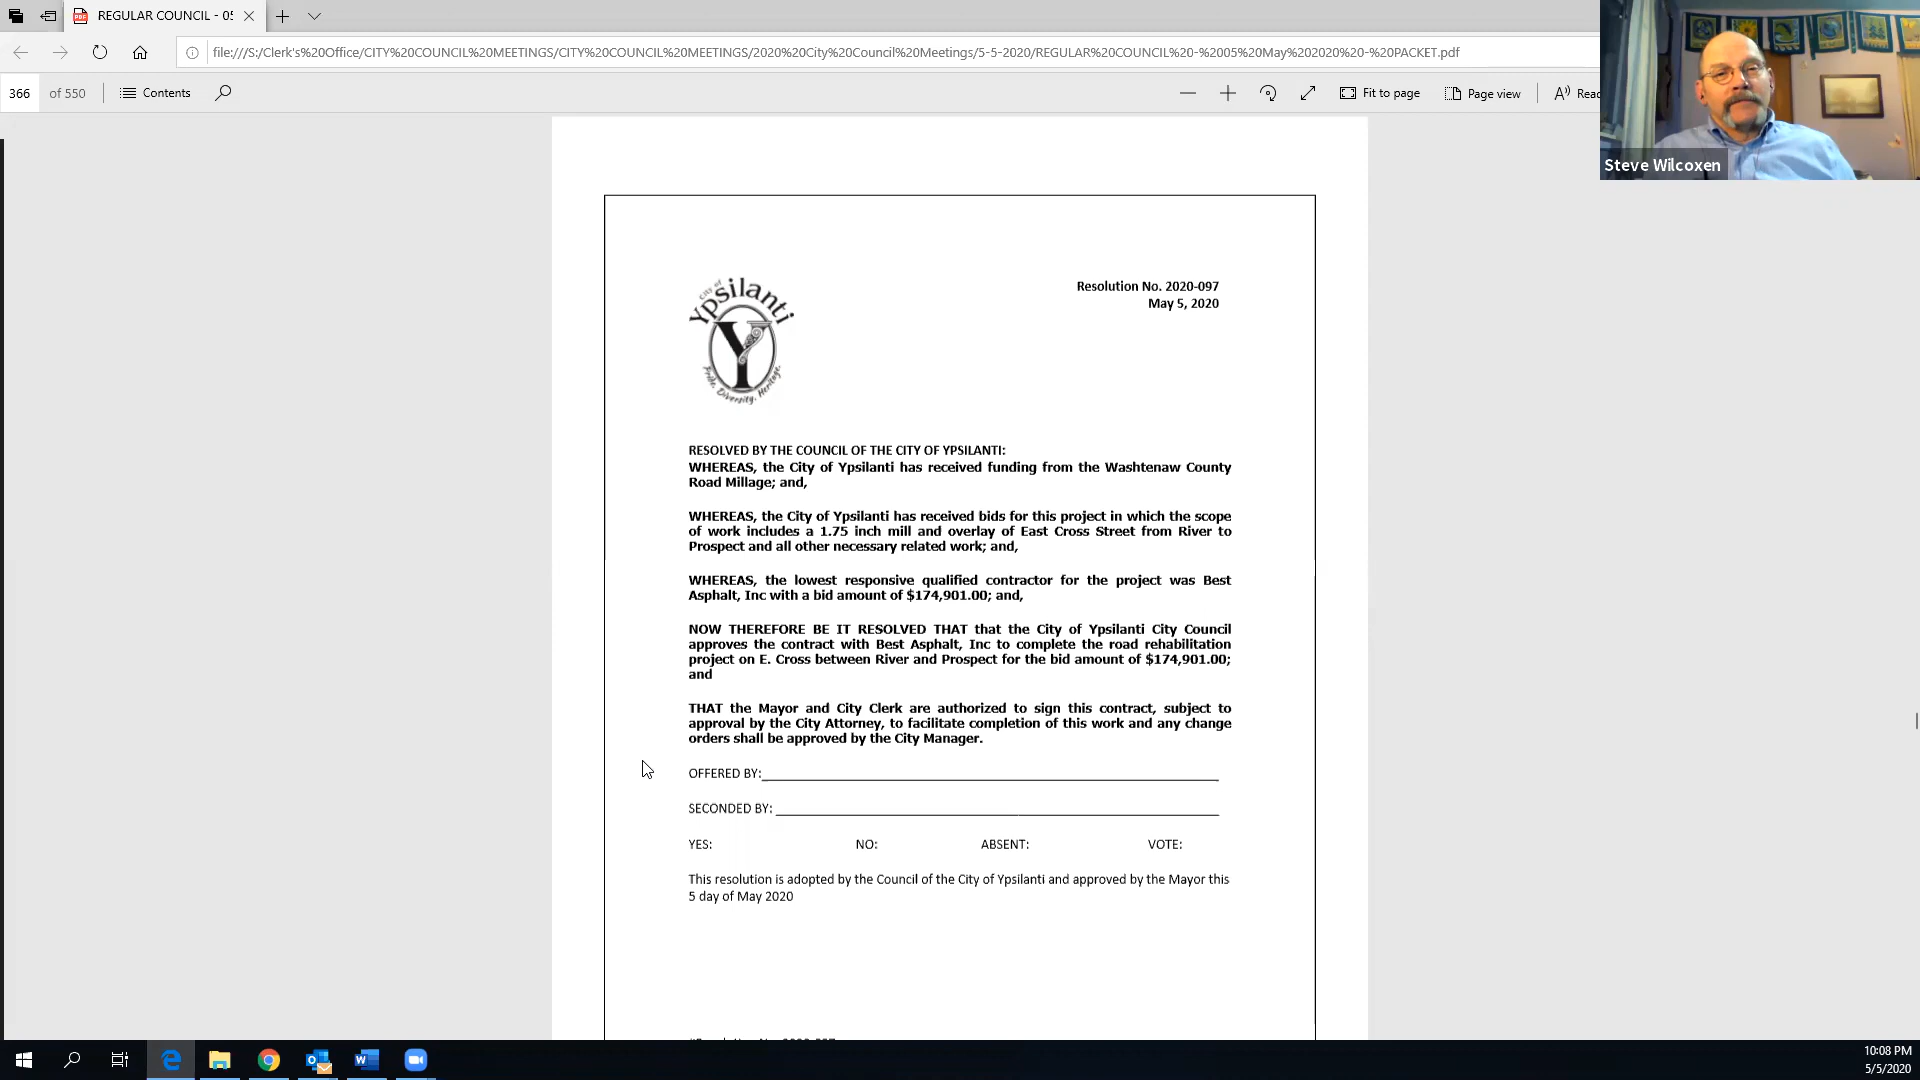 REGULAR COUNCIL - 05
file:///S:/Clerk's%20Office/CITY%20COUNCIL%20MEETINGS/CITY%20COUNCIL%20MEETINGS/2020%20City%20Council%20Meetings/5-5-2020/REGULAR%20COUNCIL%20-%2005%20May%202020%20-%20PACKET.pdf
366 of 550 Contents Fit to page Page view Rea
Steve Wilcoxen
City of
Ypsilanti
Y
Pride. Diversity. Heritage.
Resolution No. 2020-097
May 5, 2020
RESOLVED BY THE COUNCIL OF THE CITY OF YPSILANTI:
WHEREAS, the City of Ypsilanti has received funding from the Washtenaw County
Road Millage; and,
WHEREAS, the City of Ypsilanti has received bids for this project in which the scope
of work includes a 1.75 inch mill and overlay of East Cross Street from River to
Prospect and all other necessary related work; and,
WHEREAS, the lowest responsive qualified contractor for the project was Best
Asphalt, Inc with a bid amount of $174,901.00; and,
NOW THEREFORE BE IT RESOLVED THAT that the City of Ypsilanti City Council
approves the contract with Best Asphalt, Inc to complete the road rehabilitation
project on E. Cross between River and Prospect for the bid amount of $174,901.00;
and
THAT the Mayor and City Clerk are authorized to sign this contract, subject to
approval by the City Attorney, to facilitate completion of this work and any change
orders shall be approved by the City Manager.
OFFERED BY:
SECONDED BY:
YES: NO: ABSENT: VOTE:
This resolution is adopted by the Council of the City of Ypsilanti and approved by the Mayor this
5 day of May 2020
10:08 PM
5/5/2020